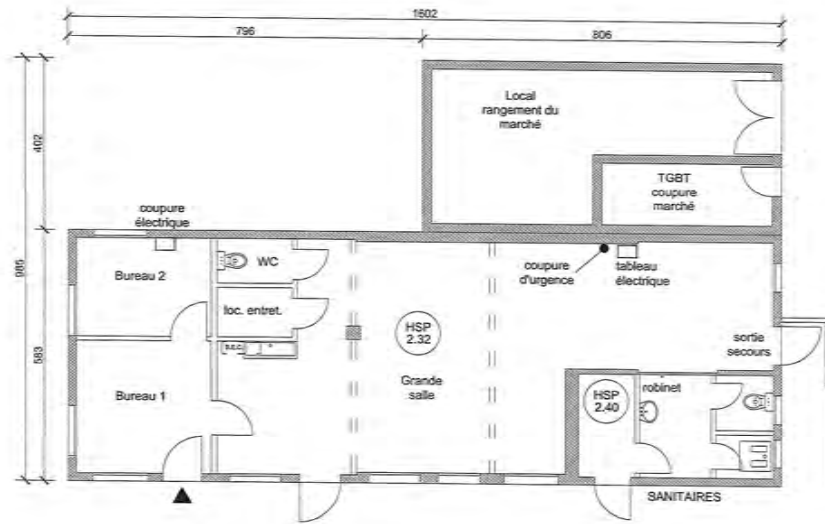 1602
796
806
Local
rangement du
marché
402
TGBT
coupure
marché
coupure
électrique
985
Bureau 2
WC
coupure
d'urgence
tableau
électrique
loc. entret.
HSP
2.32
sortie
secours
583
Grande
salle
HSP
2.40
robinet
Bureau 1
SANITAIRES